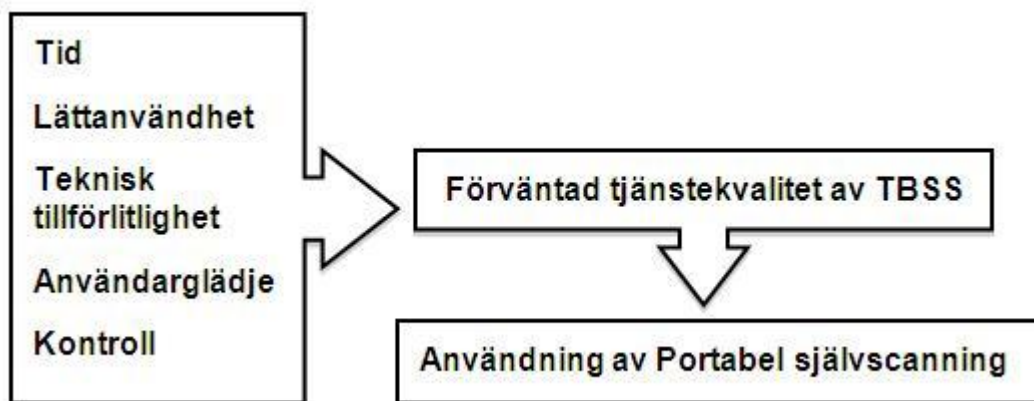 Tid
Lättanvändhet
Teknisk
tillförlitlighet
Användarglädje
Kontroll
Förväntad tjänstekvalitet av TBSS
Användning av Portabel självscanning